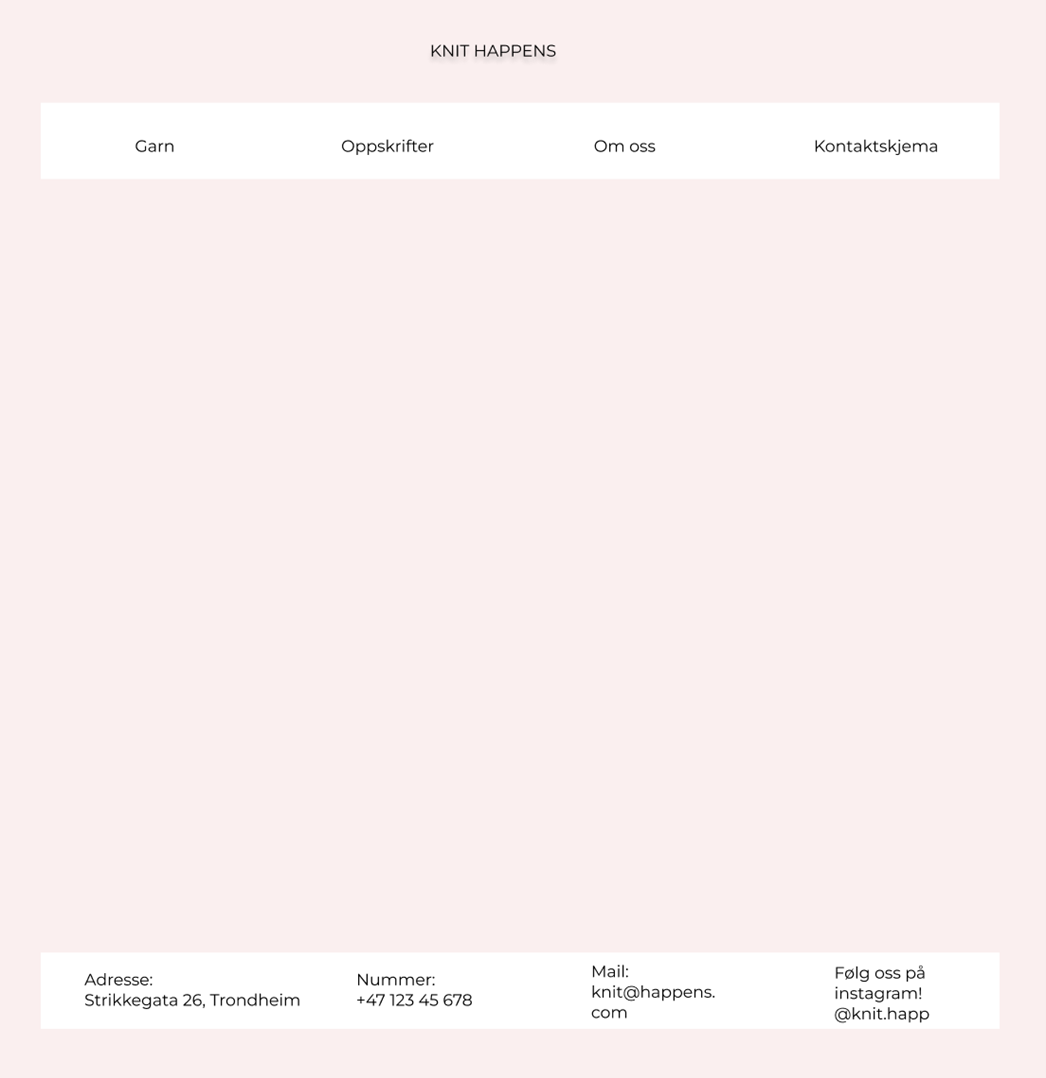 KNIT HAPPENS
Garn
Oppskrifter
Om oss
Kontaktskjema
Adresse:
Strikkegata 26, Trondheim
Nummer:
+47 123 45 678
Mail:
knit@happens.
com
Følg oss på
instagram!
@knit.happ